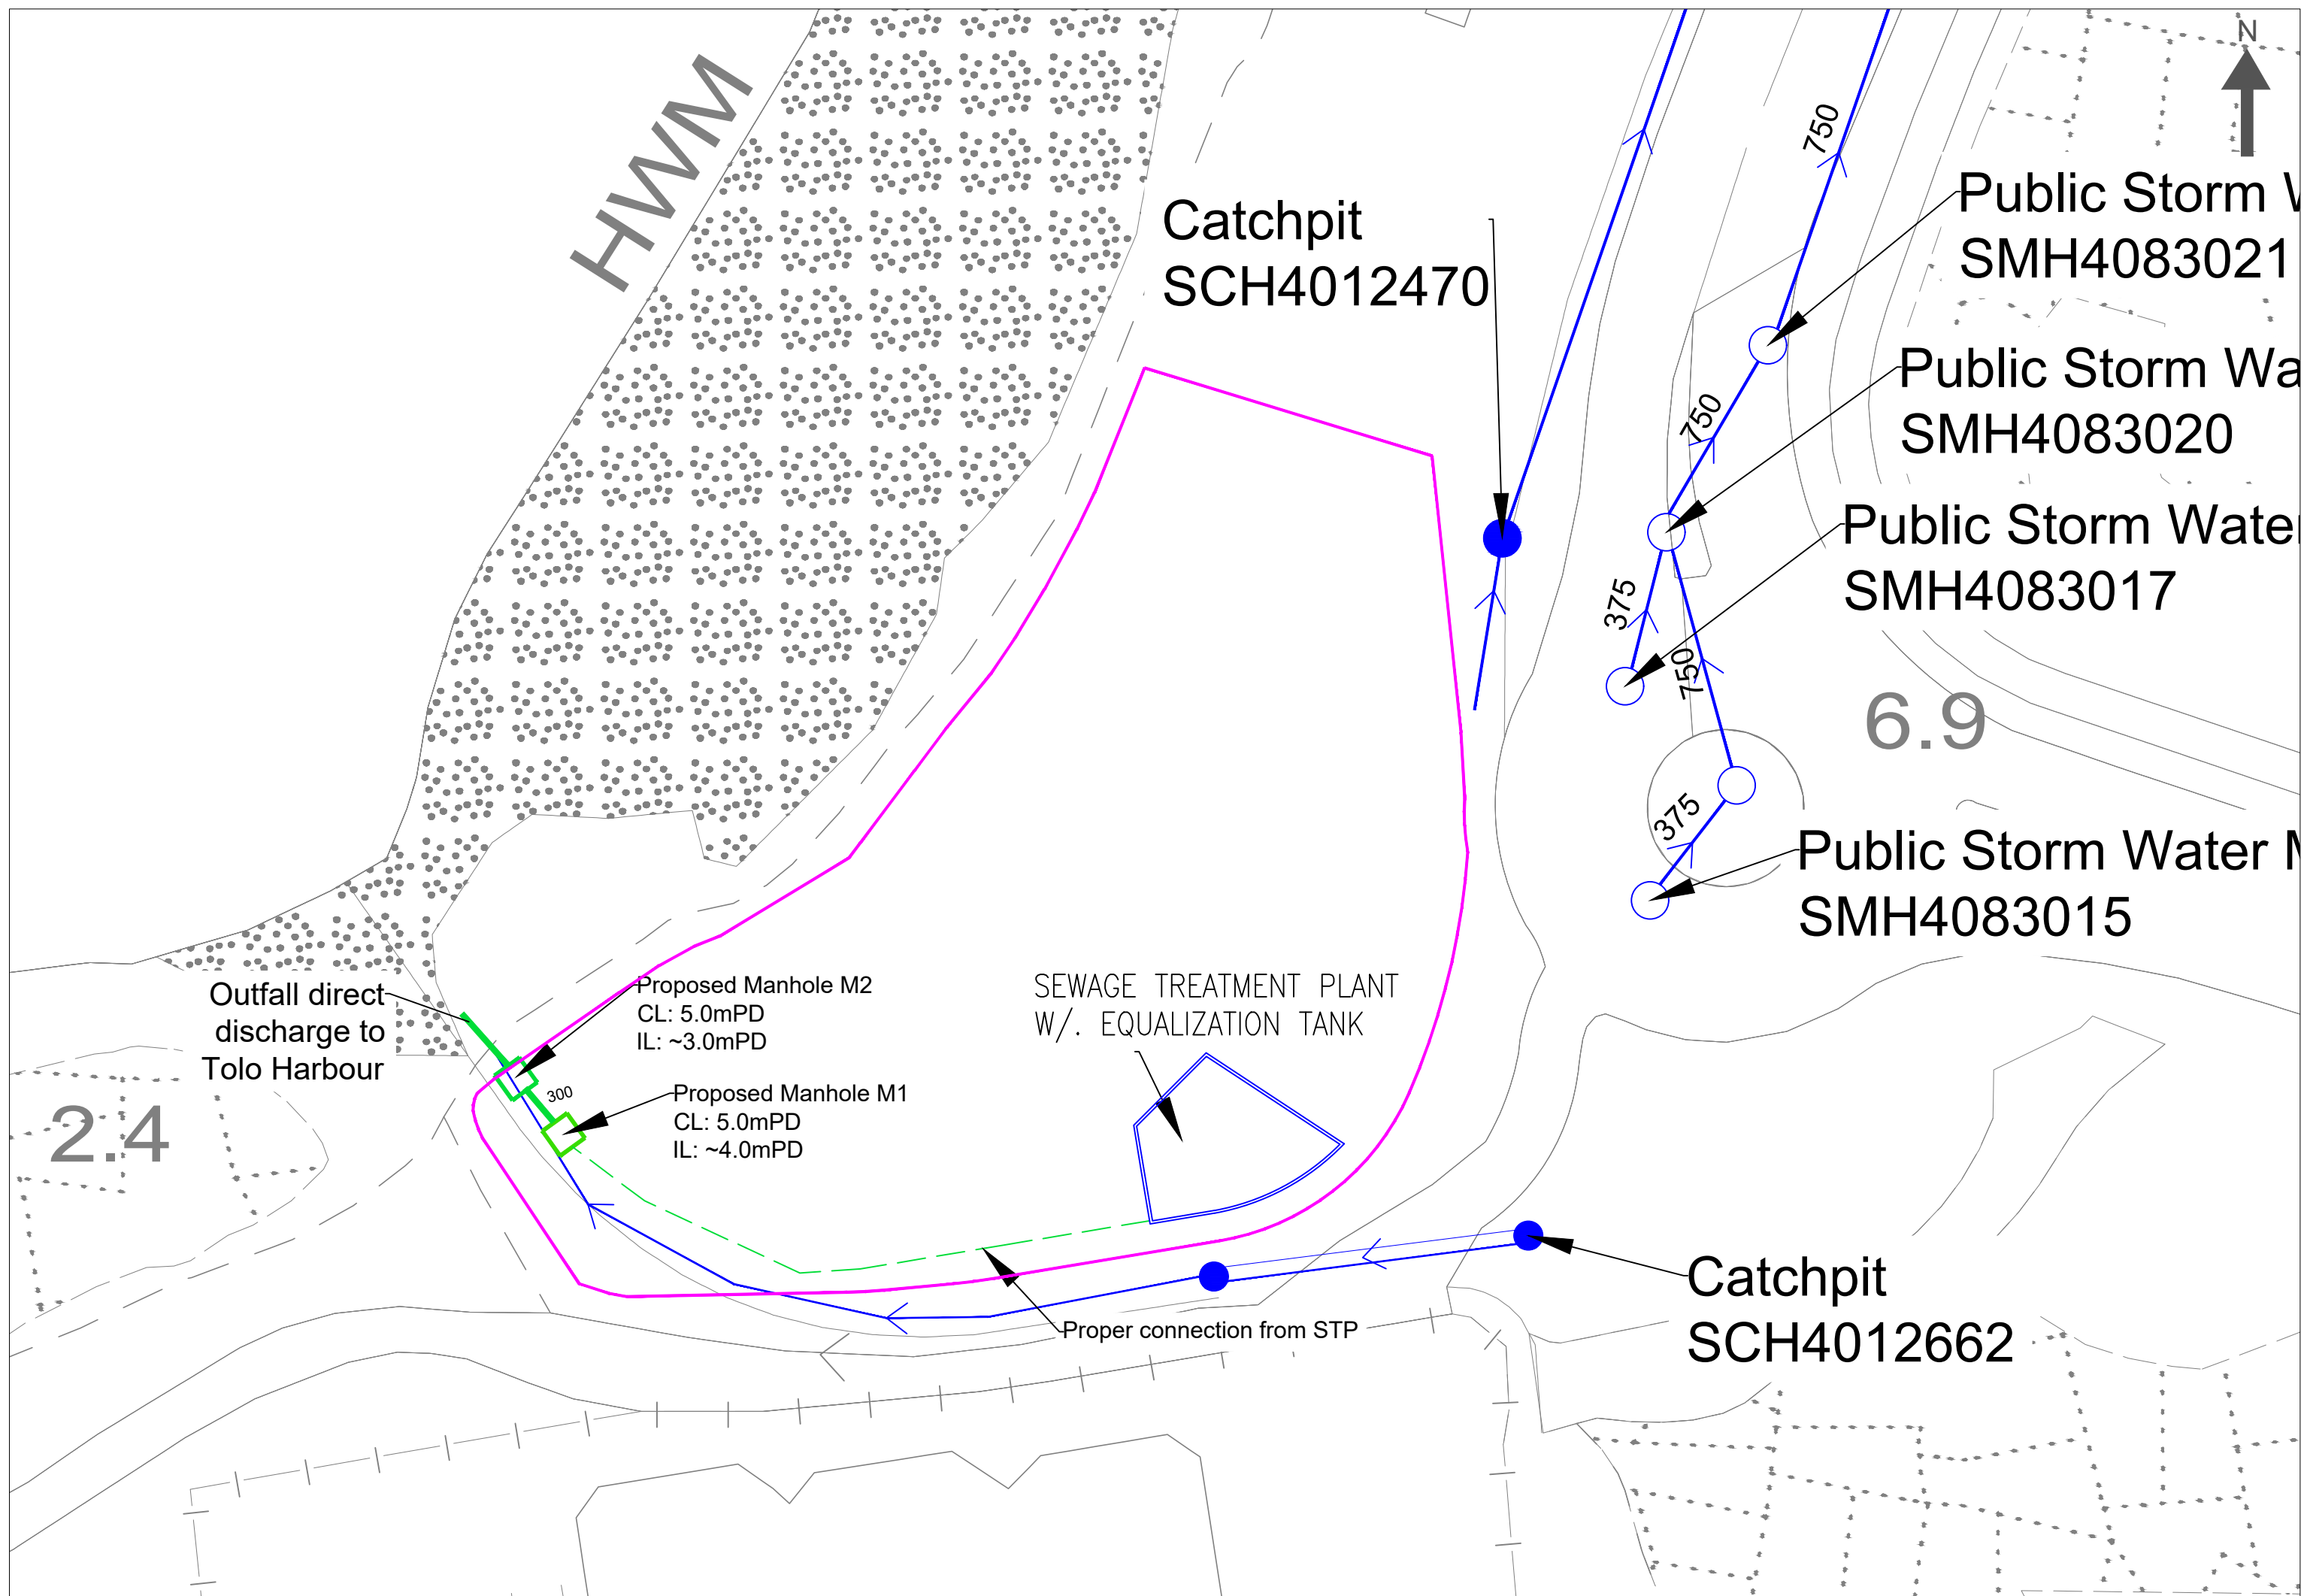 N
HWM
750
Public Storm W
SMH4083021
Catchpit
SCH4012470
Public Storm Wa
SMH4083020
750
Public Storm Water
SMH4083017
375
750
6.9
375
Public Storm Water M
SMH4083015
Outfall direct
discharge to
Tolo Harbour
Proposed Manhole M2
CL: 5.0mPD
IL: ~3.0mPD
SEWAGE TREATMENT PLANT
W/. EQUALIZATION TANK
300
Proposed Manhole M1
CL: 5.0mPD
IL: ~4.0mPD
2.4
Catchpit
SCH4012662
Proper connection from STP